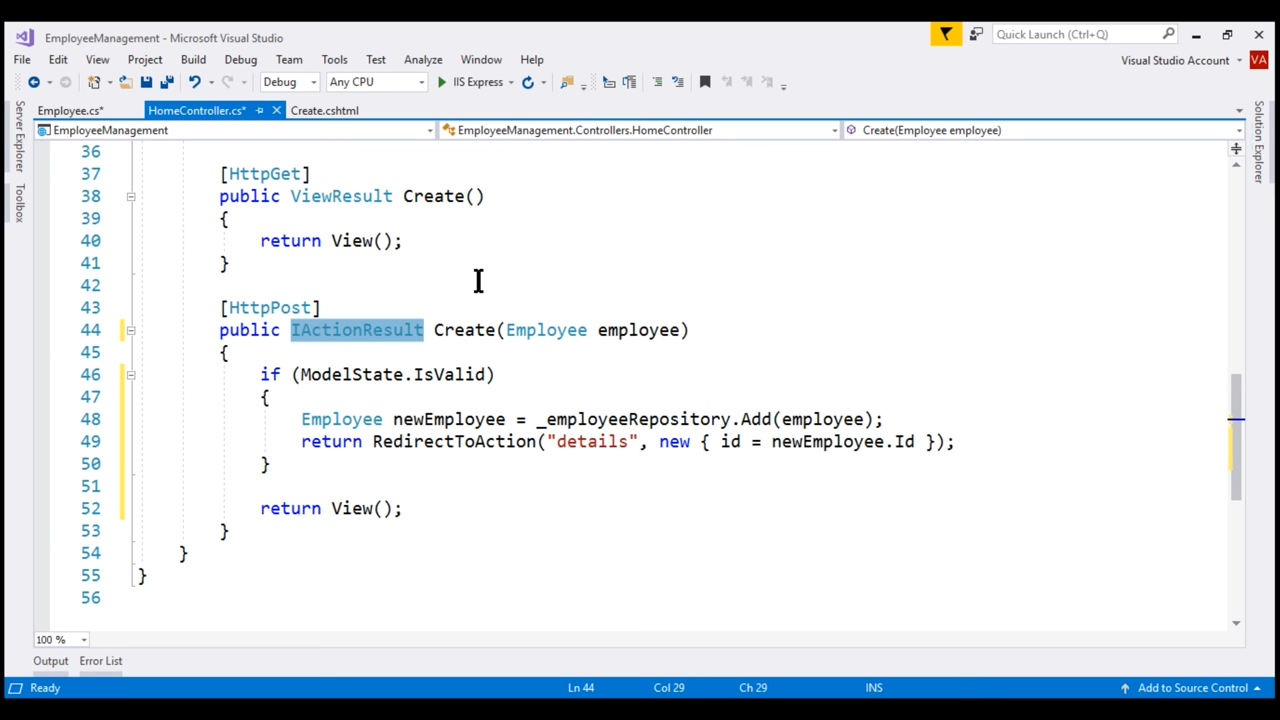 EmployeeManagement - Microsoft Visual Studio
Quick Launch (Ctrl+Q)
File Edit View Project Build Debug Team Tools Test Analyze Window Help
Visual Studio Account VA
Debug Any CPU IIS Express
Server Explorer
Toolbox
Solution Explorer
Employee.cs* HomeController.cs* Create.cshtml
EmployeeManagement EmployeeManagement.Controllers.HomeController Create(Employee employee)
36
37 [HttpGet]
38 public ViewResult Create()
39 {
40 return View();
41 }
42
43 [HttpPost]
44 public IActionResult Create(Employee employee)
45 {
46 if (ModelState.IsValid)
47 {
48 Employee newEmployee = _employeeRepository.Add(employee);
49 return RedirectToAction("details", new { id = newEmployee.Id });
50 }
51
52 return View();
53 }
54 }
55 }
56
100 %
Output Error List
Ready Ln 44 Col 29 Ch 29 INS Add to Source Control